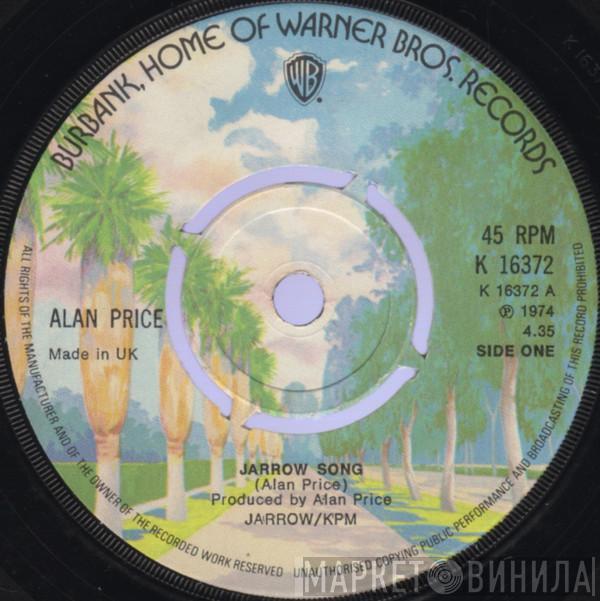 BURBANK, HOME OF WARNER BROS. RECORDS
WB
45 RPM
K 16372
K 16372 A
℗ 1974
4.35
SIDE ONE
ALAN PRICE
Made in UK
JARROW SONG
(Alan Price)
Produced by Alan Price
JARROW/KPM
ALL RIGHTS OF THE MANUFACTURER AND OF THE OWNER OF THE RECORDED WORK RESERVED UNAUTHORISED COPYING PUBLIC PERFORMANCE AND BROADCASTING OF THIS RECORD PROHIBITED
МАРКЕТ ВИНИЛА